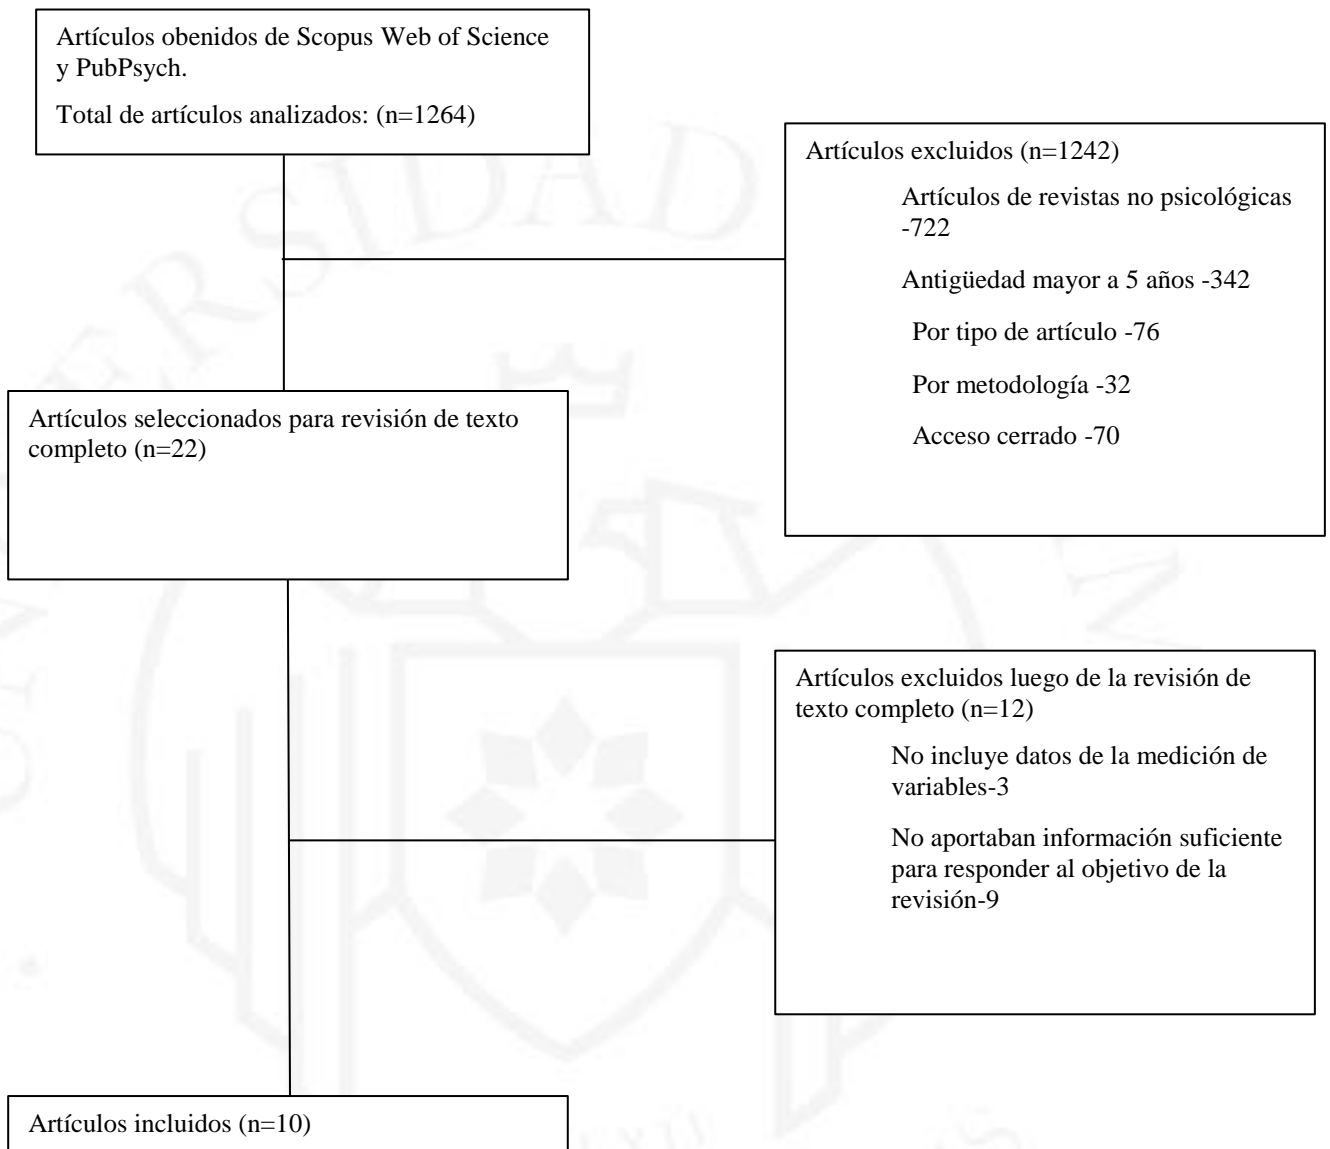 Artículos obenidos de Scopus Web of Science
y PubPsych.
Total de artículos analizados: (n=1264)
Artículos excluidos (n=1242)
Artículos de revistas no psicológicas
-722
Antigüedad mayor a 5 años -342
Por tipo de artículo -76
Por metodología -32
Acceso cerrado -70
Artículos seleccionados para revisión de texto
completo (n=22)
Artículos excluidos luego de la revisión de
texto completo (n=12)
No incluye datos de la medición de
variables-3
No aportaban información suficiente
para responder al objetivo de la
revisión-9
Artículos incluidos (n=10)